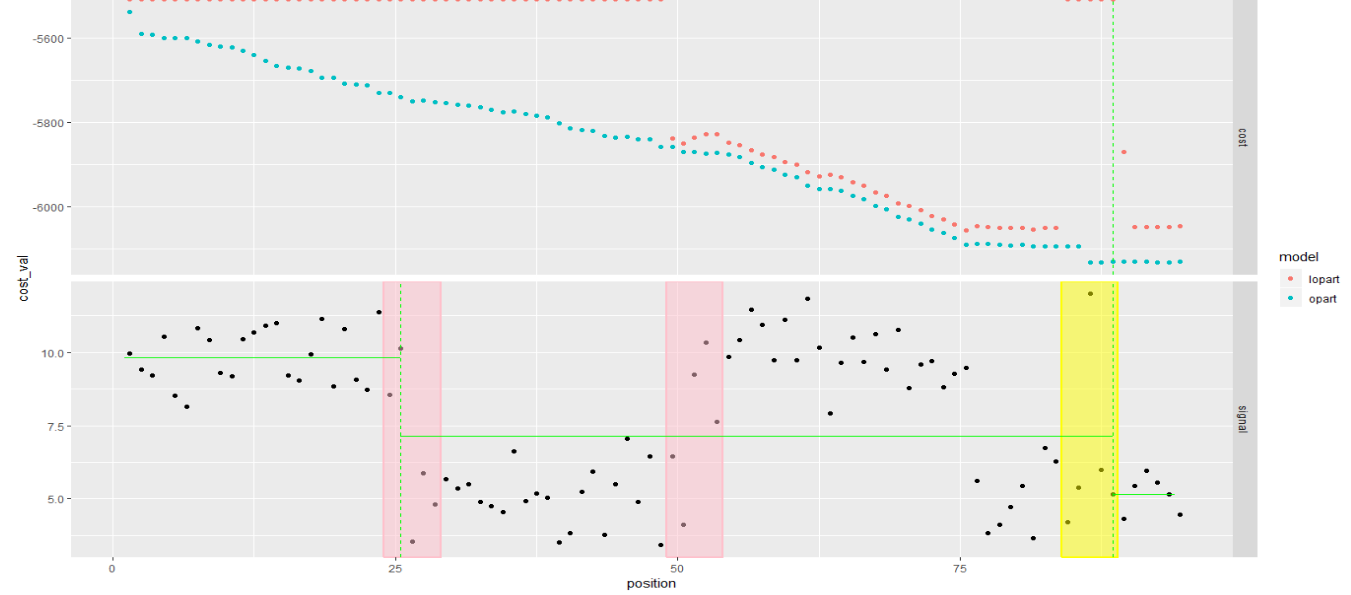 -5600
-5800
-6000
cost
cost_val
10.0
7.5
5.0
signal
0
25
50
75
position
model
lopart
opart